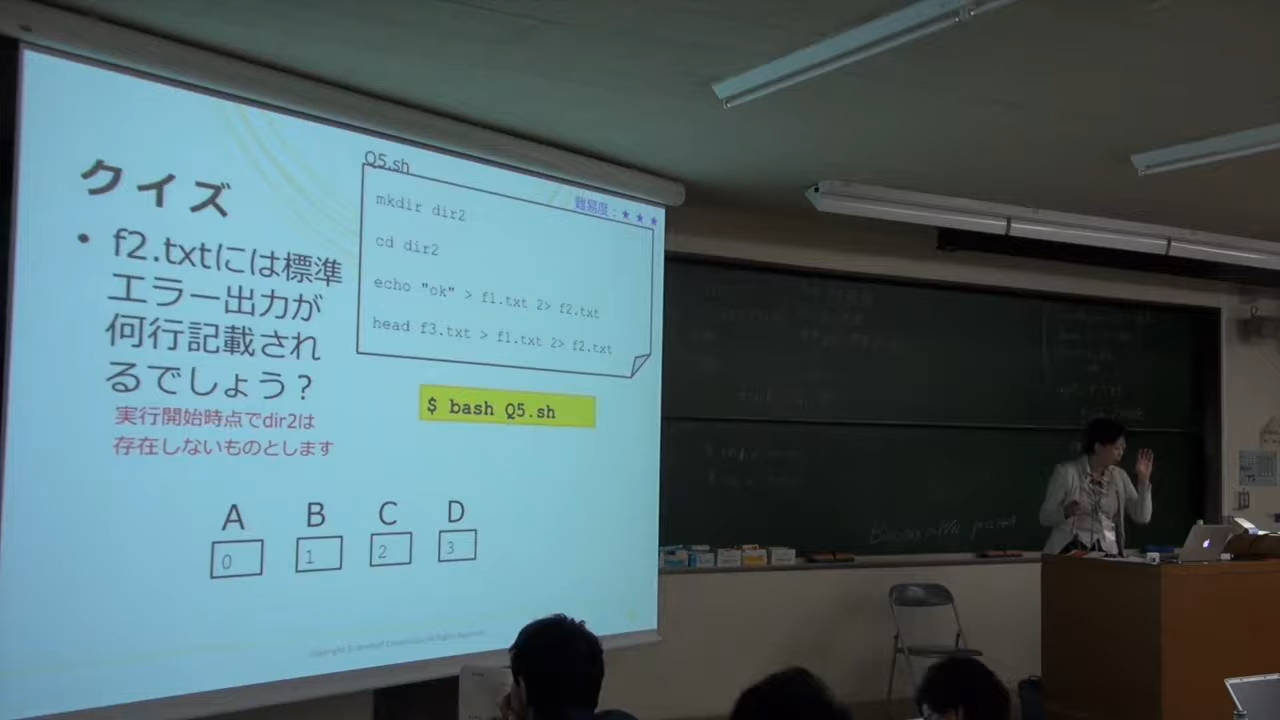 クイズ
• f2.txtには標準
エラー出力が
何行記載され
るでしょう？
実行開始時点でdir2は
存在しないものとします
Q5.sh
難易度：★ ★ ★
mkdir dir2
cd dir2
echo "ok" > f1.txt 2> f2.txt
head f3.txt > f1.txt 2> f2.txt
$ bash Q5.sh
A B C D
0 1 2 3